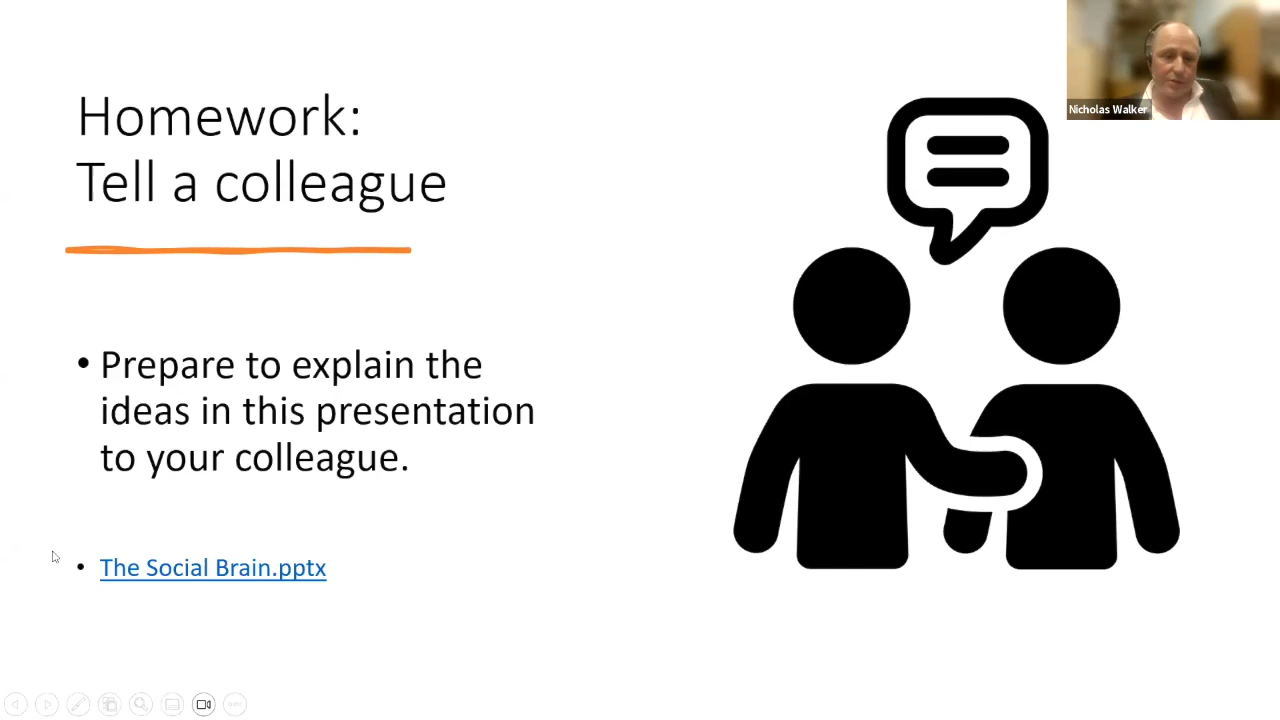 Homework:
Tell a colleague
• Prepare to explain the
ideas in this presentation
to your colleague.
• The Social Brain.pptx
Nicholas Walker